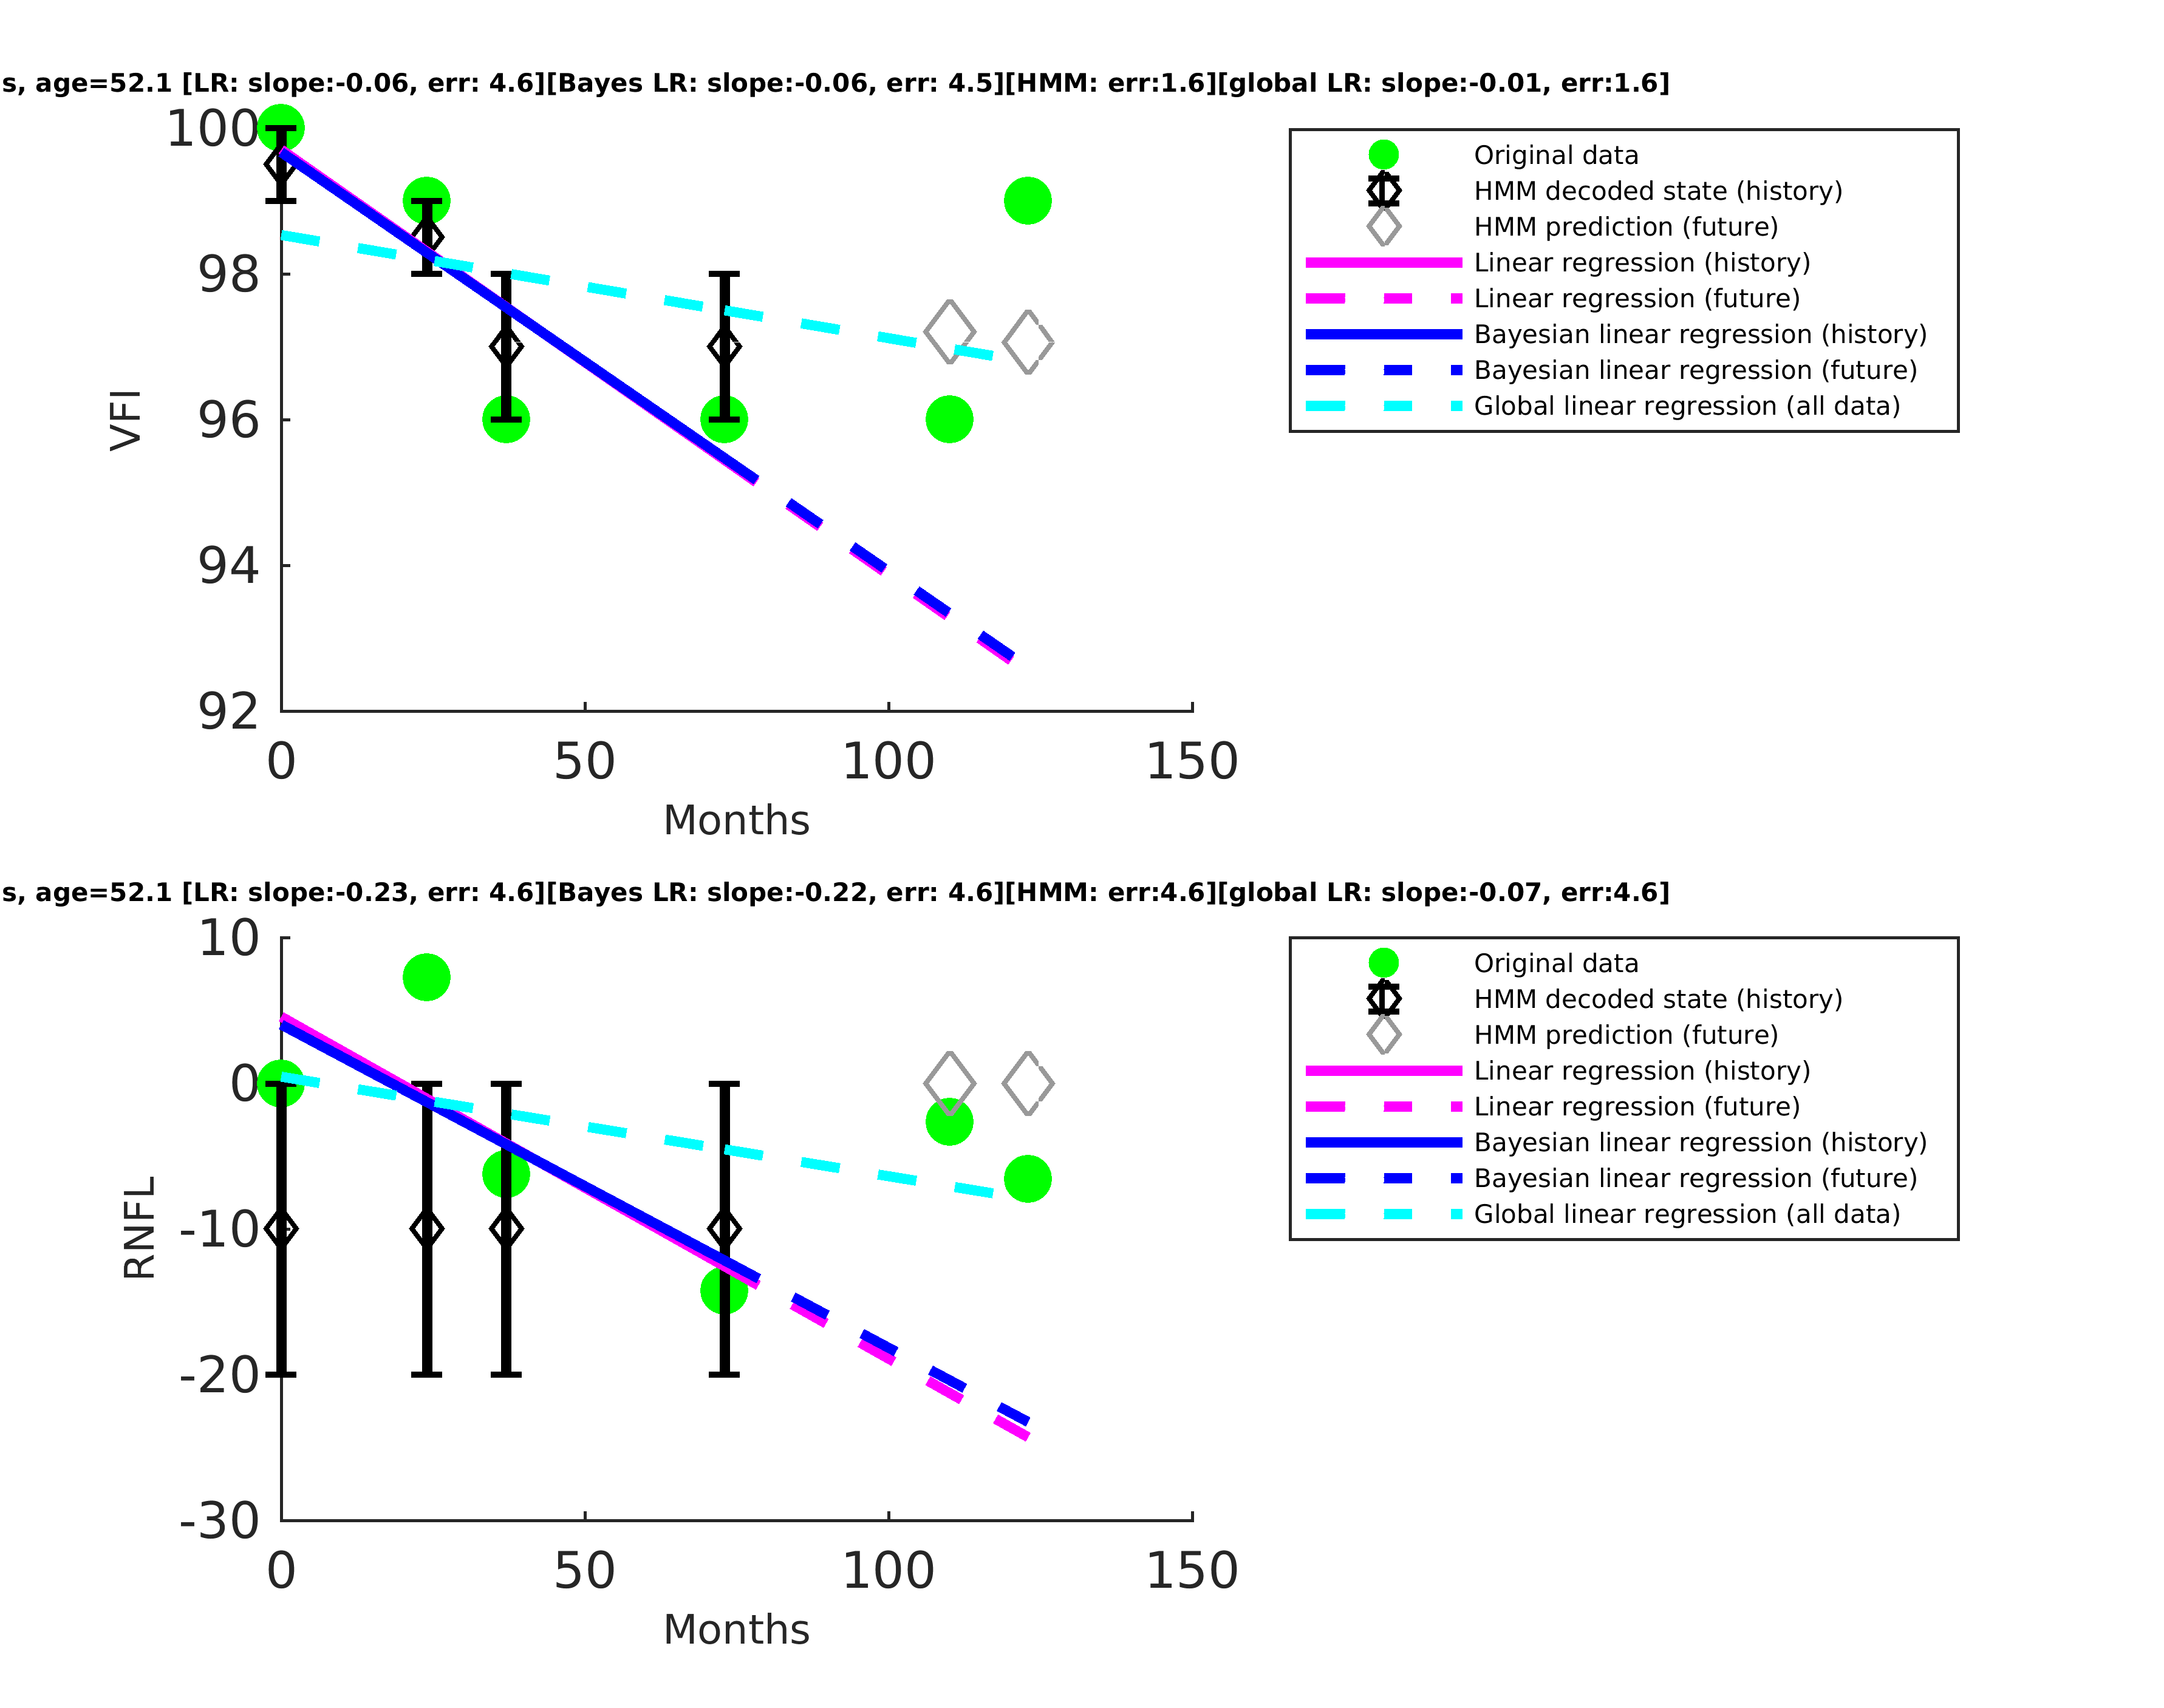 s, age=52.1 [LR: slope:-0.06, err: 4.6][Bayes LR: slope:-0.06, err: 4.5][HMM: err:1.6][global LR: slope:-0.01, err:1.6]
100
98
96
94
92
VFI
0 50 100 150
Months
Original data
HMM decoded state (history)
HMM prediction (future)
Linear regression (history)
Linear regression (future)
Bayesian linear regression (history)
Bayesian linear regression (future)
Global linear regression (all data)
s, age=52.1 [LR: slope:-0.23, err: 4.6][Bayes LR: slope:-0.22, err: 4.6][HMM: err:4.6][global LR: slope:-0.07, err:4.6]
10
0
-10
-20
-30
RNFL
0 50 100 150
Months
Original data
HMM decoded state (history)
HMM prediction (future)
Linear regression (history)
Linear regression (future)
Bayesian linear regression (history)
Bayesian linear regression (future)
Global linear regression (all data)